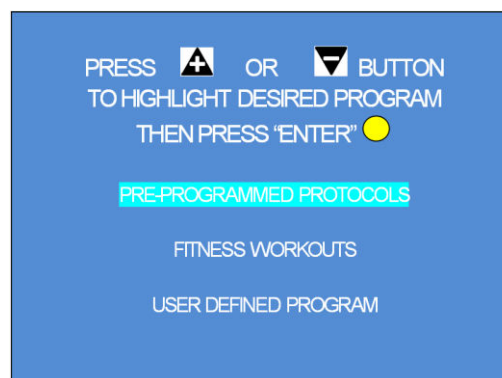 PRESS + OR − BUTTON
TO HIGHLIGHT DESIRED PROGRAM
THEN PRESS “ENTER”
PRE-PROGRAMMED PROTOCOLS
FITNESS WORKOUTS
USER DEFINED PROGRAM